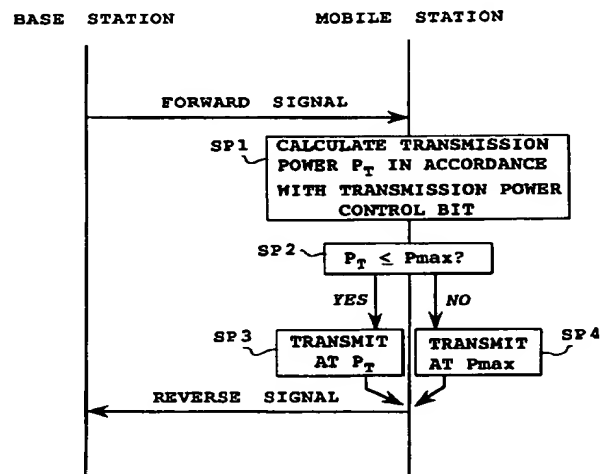 BASE STATION
MOBILE STATION
FORWARD SIGNAL
SP1
CALCULATE TRANSMISSION
POWER PT IN ACCORDANCE
WITH TRANSMISSION POWER
CONTROL BIT
SP2
PT ≤ Pmax?
YES
NO
SP3
TRANSMIT
AT PT
TRANSMIT
AT Pmax
SP4
REVERSE SIGNAL